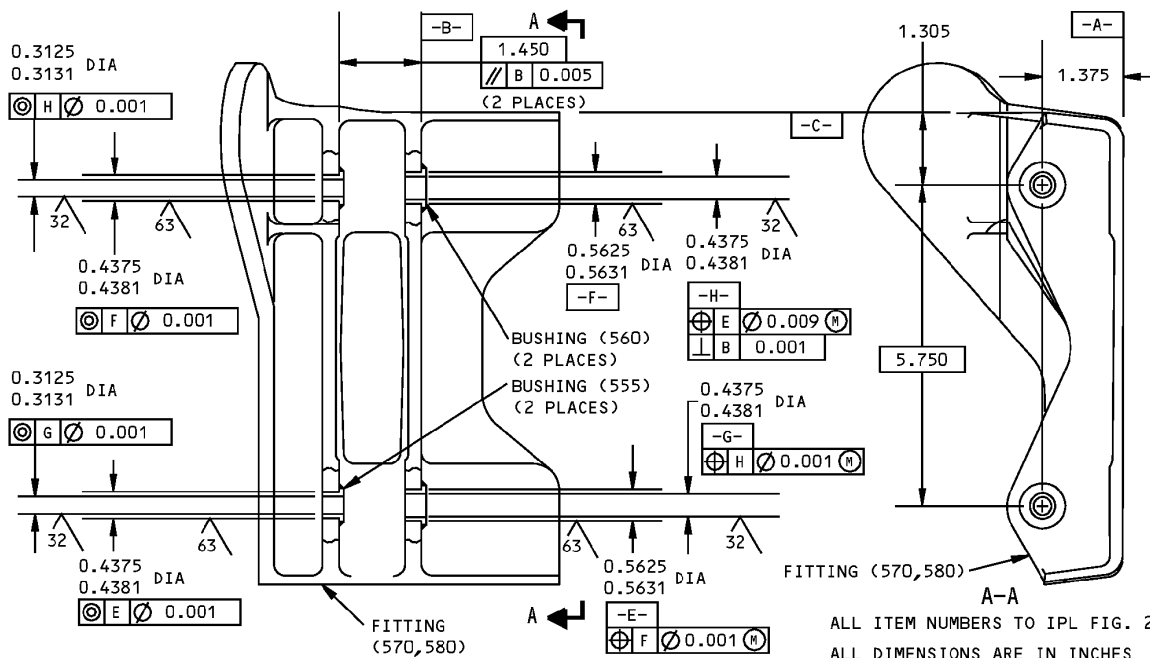 -B-
A
1.450
// B 0.005
(2 PLACES)
1.305
-A-
1.375
0.3125
0.3131 DIA
◎ H Ø 0.001
-C-
32
63
63
32
0.4375
0.4381 DIA
◎ F Ø 0.001
0.5625
0.5631 DIA
-F-
0.4375
0.4381 DIA
-H-
⌖ E Ø 0.009 Ⓜ
⊥ B 0.001
BUSHING (560)
(2 PLACES)
BUSHING (555)
(2 PLACES)
5.750
0.3125
0.3131 DIA
◎ G Ø 0.001
0.4375
0.4381 DIA
-G-
⌖ H Ø 0.001 Ⓜ
32
63
63
32
0.4375
0.4381 DIA
◎ E Ø 0.001
0.5625
0.5631 DIA
-E-
⌖ F Ø 0.001 Ⓜ
A
FITTING
(570,580)
FITTING (570,580)
A-A
ALL ITEM NUMBERS TO IPL FIG. 2
ALL DIMENSIONS ARE IN INCHES